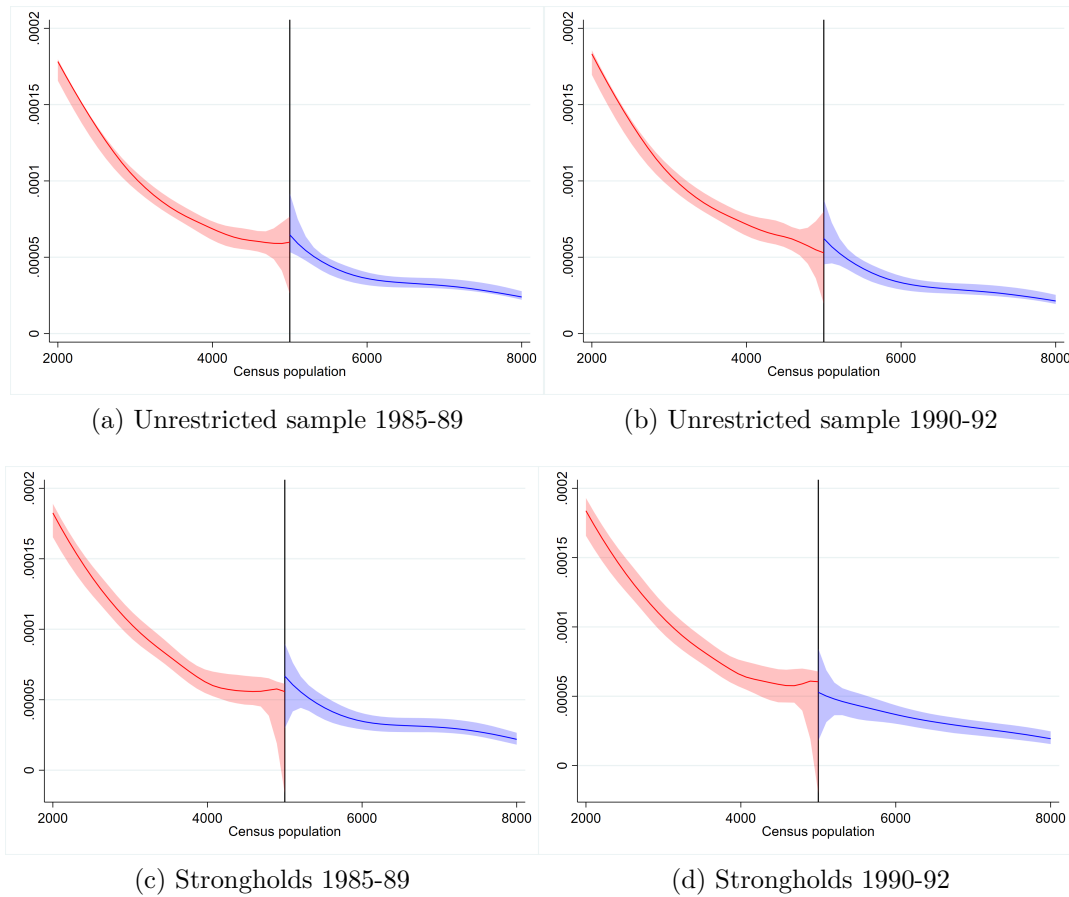 .0002
.00015
.0001
.00005
0
2000 4000 6000 8000
Census population
(a) Unrestricted sample 1985-89
.0002
.00015
.0001
.00005
0
2000 4000 6000 8000
Census population
(b) Unrestricted sample 1990-92
.0002
.00015
.0001
.00005
0
2000 4000 6000 8000
Census population
(c) Strongholds 1985-89
.0002
.00015
.0001
.00005
0
2000 4000 6000 8000
Census population
(d) Strongholds 1990-92